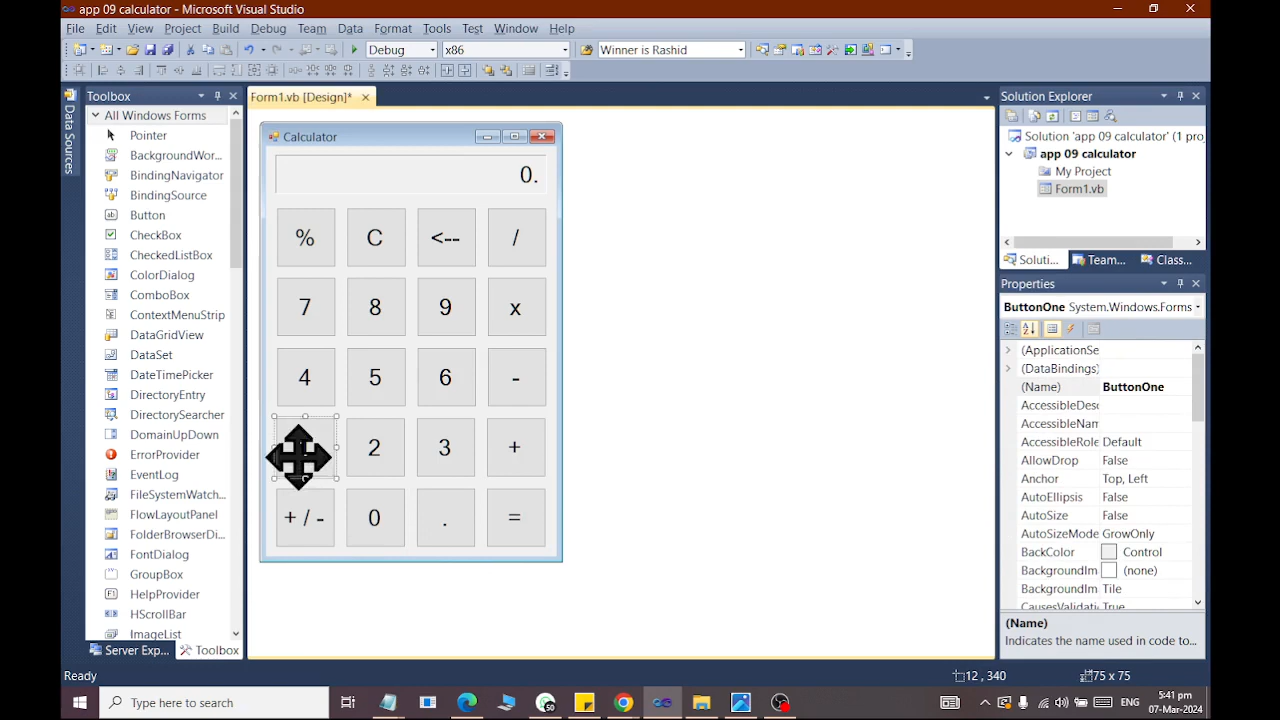 app 09 calculator - Microsoft Visual Studio
File Edit View Project Build Debug Team Data Format Tools Test Window Help
Debug x86 Winner is Rashid
Data Sources
Toolbox
All Windows Forms
Pointer
BackgroundWor...
BindingNavigator
BindingSource
Button
CheckBox
CheckedListBox
ColorDialog
ComboBox
ContextMenuStrip
DataGridView
DataSet
DateTimePicker
DirectoryEntry
DirectorySearcher
DomainUpDown
ErrorProvider
EventLog
FileSystemWatch...
FlowLayoutPanel
FolderBrowserDi...
FontDialog
GroupBox
HelpProvider
HScrollBar
ImageList
Server Exp... Toolbox
Form1.vb [Design]*
Calculator
0.
% C <-- /
7 8 9 x
4 5 6 -
2 3 +
+ / - 0 . =
Solution Explorer
Solution 'app 09 calculator' (1 pro
app 09 calculator
My Project
Form1.vb
Soluti... Team... Class...
Properties
ButtonOne System.Windows.Forms
(ApplicationSe
(DataBindings)
(Name) ButtonOne
AccessibleDesc
AccessibleNam
AccessibleRole Default
AllowDrop False
Anchor Top, Left
AutoEllipsis False
AutoSize False
AutoSizeMode GrowOnly
BackColor Control
BackgroundIm (none)
BackgroundIm Tile
CausesValidati True
(Name)
Indicates the name used in code to...
Ready 12 , 340 75 x 75
Type here to search
ENG
5:41 pm
07-Mar-2024